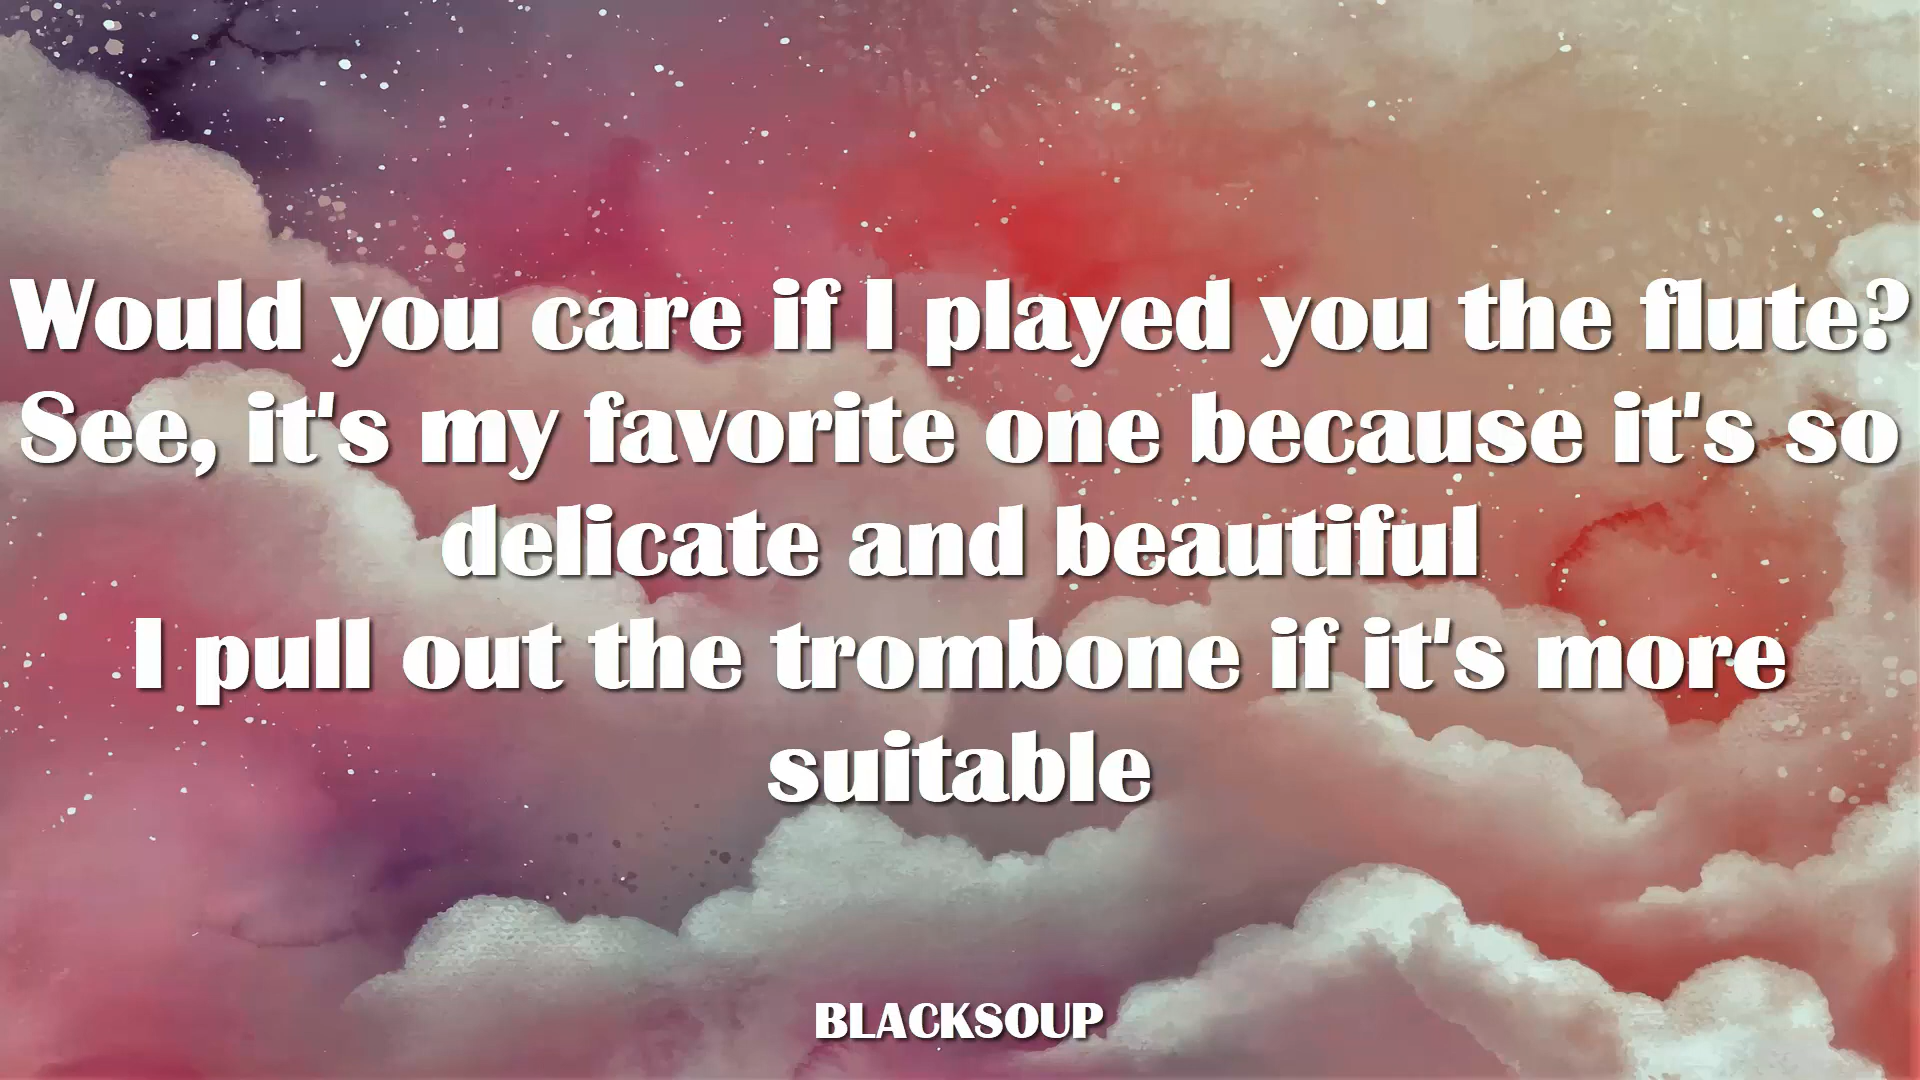 Would you care if I played you the flute?
See, it's my favorite one because it's so
delicate and beautiful
I pull out the trombone if it's more
suitable
BLACKSOUP